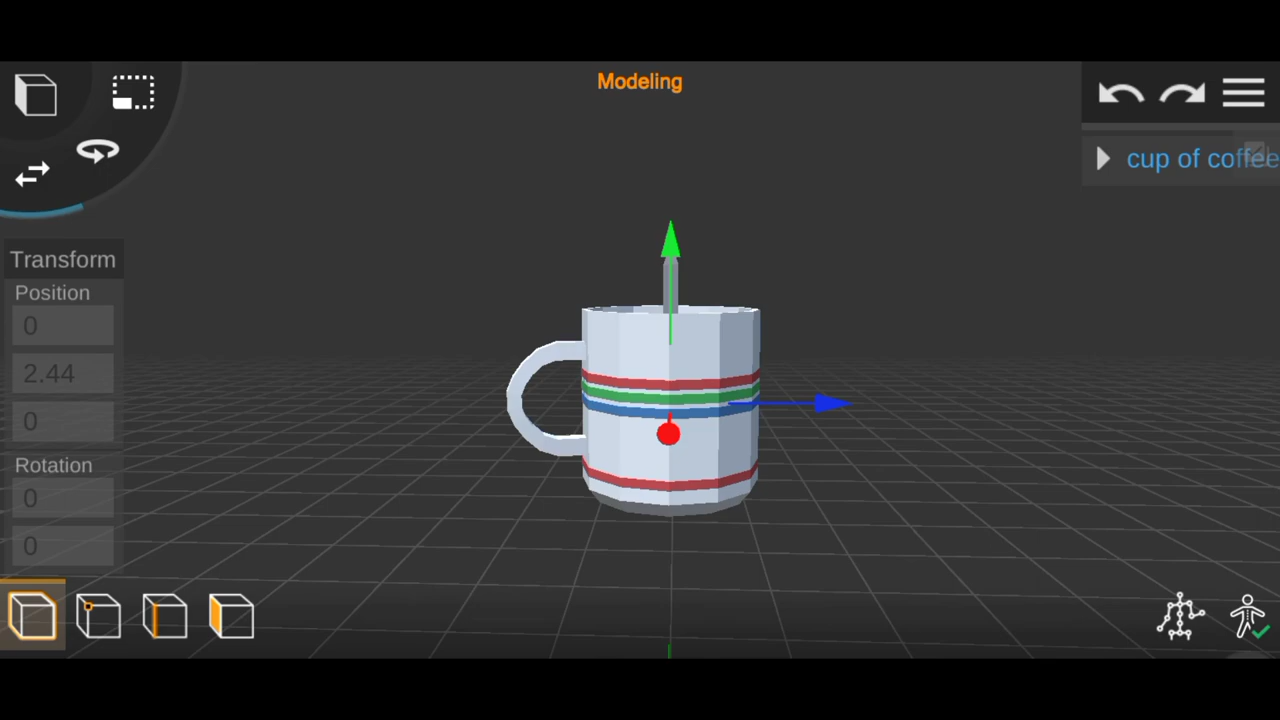 Modeling
cup of coffee
Transform
Position
0
2.44
0
Rotation
0
0